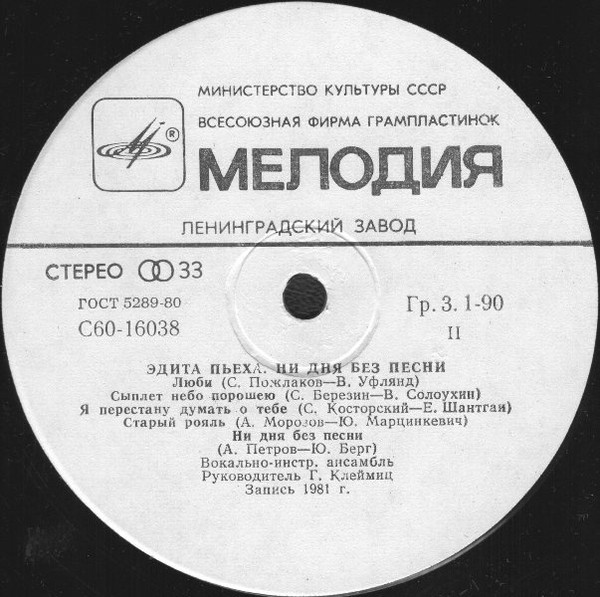 МИНИСТЕРСТВО КУЛЬТУРЫ СССР
ВСЕСОЮЗНАЯ ФИРМА ГРАМПЛАСТИНОК
®
МЕЛОДИЯ
ЛЕНИНГРАДСКИЙ ЗАВОД
СТЕРЕО 33
ГОСТ 5289-80
Гр. 3. 1-90
С60-16038
II
ЭДИТА ПЬЕХА. НИ ДНЯ БЕЗ ПЕСНИ
Люби (С. Пожлаков—В. Уфлянд)
Сыплет небо порошею (С. Березин—В. Солоухин)
Я перестану думать о тебе (С. Косторский—Е. Шантгаи)
Старый рояль (А. Морозов—Ю. Марцинкевич)
Ни дня без песни
(А. Петров—Ю. Берг)
Вокально-инстр. ансамбль
Руководитель Г. Клеймиц
Запись 1981 г.